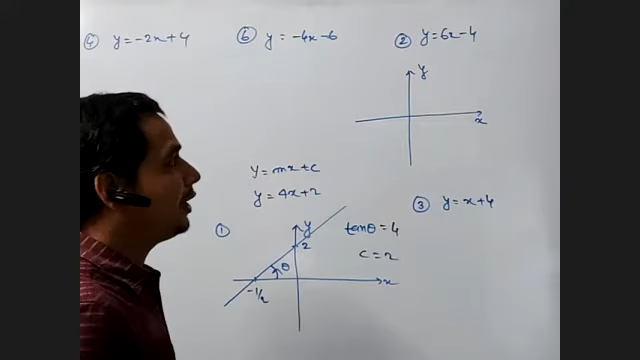 ④ y = -2x + 4
⑥ y = -4x - 6
② y = 6x - 4
y
x
y = mx + c
y = 4x + 2
③ y = x + 4
①
y
tanθ = 4
2
θ
c = 2
x
-1/2